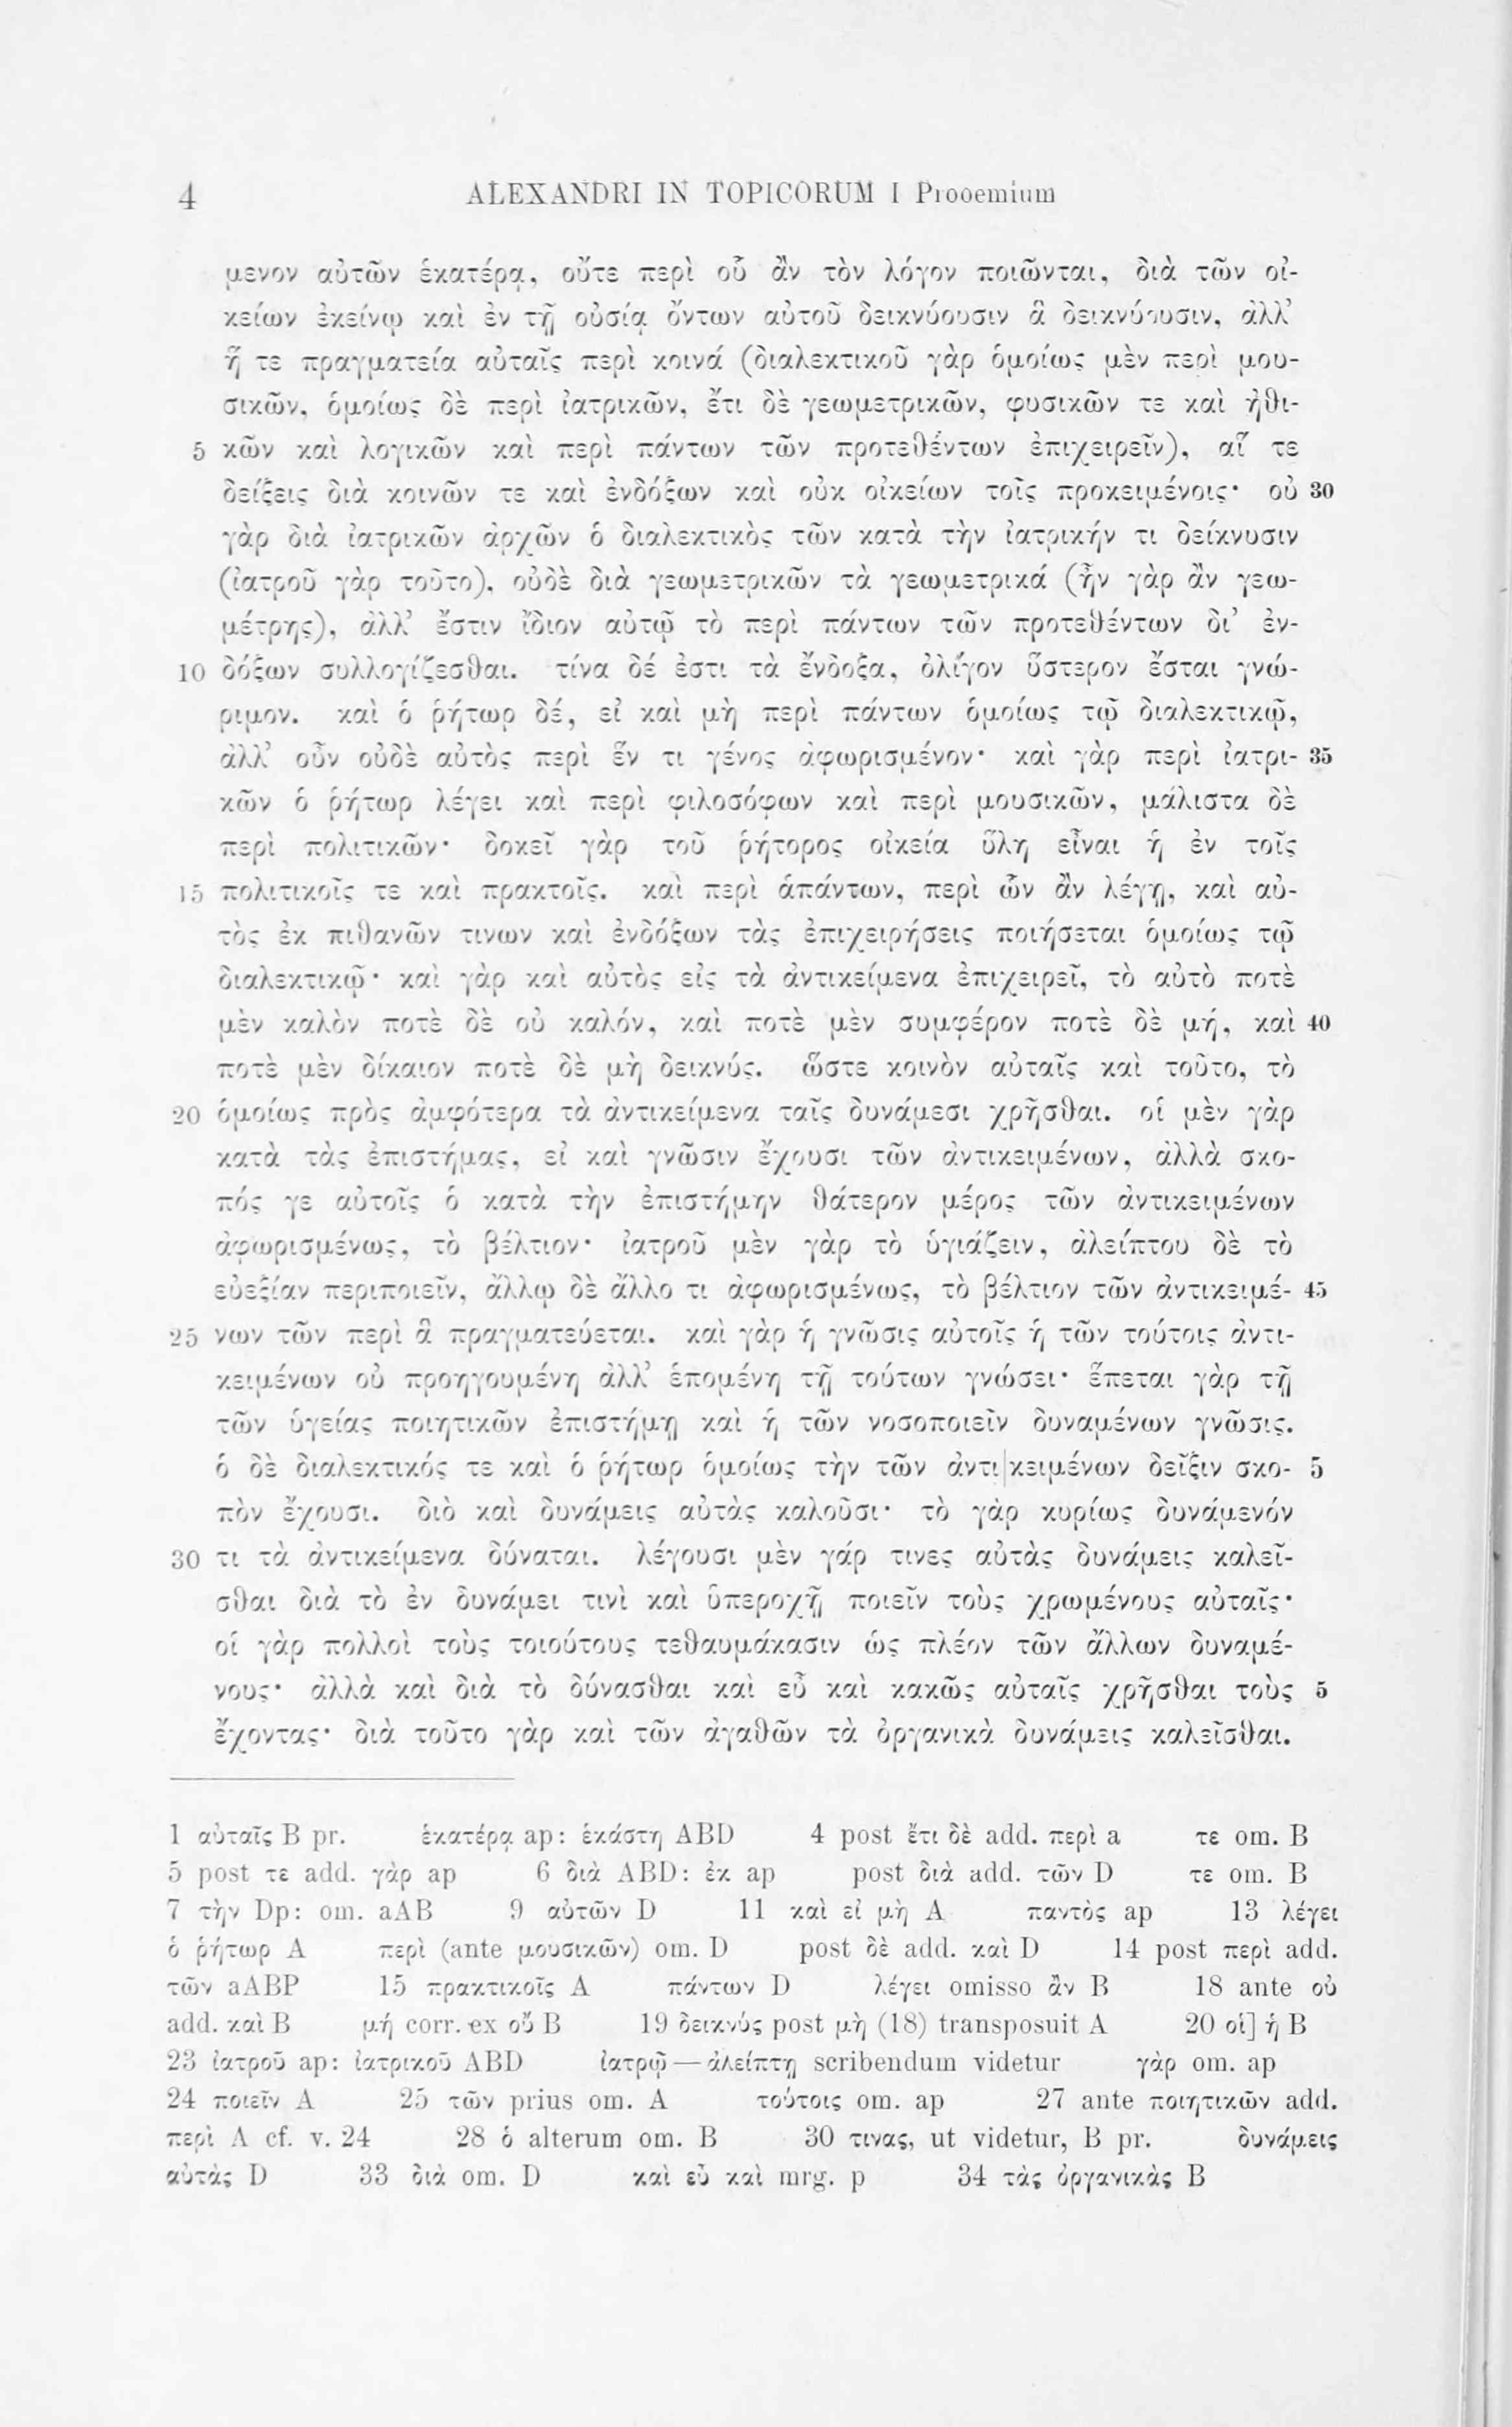 4 ALEXANDRI IN TOPICORUM I Prooemium
μενον αὐτῶν ἑκατέρᾳ, οὔτε περὶ οὗ ἂν τὸν λόγον ποιῶνται, διὰ τῶν οἰ-
κείων ἐκείνῳ καὶ ἐν τῇ οὐσίᾳ ὄντων αὐτοῦ δεικνύουσιν ἃ δεικνύουσιν, ἀλλ’
ἥ τε πραγματεία αὐταῖς περὶ κοινά (διαλεκτικοῦ γὰρ ὁμοίως μὲν περὶ μου-
σικῶν, ὁμοίως δὲ περὶ ἰατρικῶν, ἔτι δὲ γεωμετρικῶν, φυσικῶν τε καὶ ἠθι-
5 κῶν καὶ λογικῶν καὶ περὶ πάντων τῶν προτεθέντων ἐπιχειρεῖν), αἵ τε
δείξεις διὰ κοινῶν τε καὶ ἐνδόξων καὶ οὐκ οἰκείων τοῖς προκειμένοις· οὐ 30
γὰρ διὰ ἰατρικῶν ἀρχῶν ὁ διαλεκτικὸς τῶν κατὰ τὴν ἰατρικήν τι δείκνυσιν
(ἰατροῦ γὰρ τοῦτο), οὐδὲ διὰ γεωμετρικῶν τὰ γεωμετρικά (ἦν γὰρ ἂν γεω-
μέτρης), ἀλλ’ ἔστιν ἴδιον αὐτῷ τὸ περὶ πάντων τῶν προτεθέντων δι’ ἐν-
10 δόξων συλλογίζεσθαι. τίνα δέ ἐστι τὰ ἔνδοξα, ὀλίγον ὕστερον ἔσται γνώ-
ριμον. καὶ ὁ ῥήτωρ δέ, εἰ καὶ μὴ περὶ πάντων ὁμοίως τῷ διαλεκτικῷ,
ἀλλ’ οὖν οὐδὲ αὐτὸς περὶ ἕν τι γένος ἀφωρισμένον· καὶ γὰρ περὶ ἰατρι- 35
κῶν ὁ ῥήτωρ λέγει καὶ περὶ φιλοσόφων καὶ περὶ μουσικῶν, μάλιστα δὲ
περὶ πολιτικῶν· δοκεῖ γὰρ τοῦ ῥήτορος οἰκεία ὕλη εἶναι ἡ ἐν τοῖς
15 πολιτικοῖς τε καὶ πρακτοῖς. καὶ περὶ ἁπάντων, περὶ ὧν ἂν λέγῃ, καὶ αὐ-
τὸς ἐκ πιθανῶν τινων καὶ ἐνδόξων τὰς ἐπιχειρήσεις ποιήσεται ὁμοίως τῷ
διαλεκτικῷ· καὶ γὰρ καὶ αὐτὸς εἰς τὰ ἀντικείμενα ἐπιχειρεῖ, τὸ αὐτὸ ποτὲ
μὲν καλὸν ποτὲ δὲ οὐ καλόν, καὶ ποτὲ μὲν συμφέρον ποτὲ δὲ μή, καὶ 40
ποτὲ μὲν δίκαιον ποτὲ δὲ μὴ δεικνύς. ὥστε κοινὸν αὐταῖς καὶ τοῦτο, τὸ
20 ὁμοίως πρὸς ἀμφότερα τὰ ἀντικείμενα ταῖς δυνάμεσι χρῆσθαι. οἱ μὲν γὰρ
κατὰ τὰς ἐπιστήμας, εἰ καὶ γνῶσιν ἔχουσι τῶν ἀντικειμένων, ἀλλὰ σκο-
πός γε αὐτοῖς ὁ κατὰ τὴν ἐπιστήμην θάτερον μέρος τῶν ἀντικειμένων
ἀφωρισμένως, τὸ βέλτιον· ἰατροῦ μὲν γὰρ τὸ ὑγιάζειν, ἀλείπτου δὲ τὸ
εὐεξίαν περιποιεῖν, ἄλλῳ δὲ ἄλλο τι ἀφωρισμένως, τὸ βέλτιον τῶν ἀντικειμέ- 45
25 νων τῶν περὶ ἃ πραγματεύεται. καὶ γὰρ ἡ γνῶσις αὐτοῖς ἡ τῶν τούτοις ἀντι-
κειμένων οὐ προηγουμένη ἀλλ’ ἑπομένη τῇ τούτων γνώσει· ἕπεται γὰρ τῇ
τῶν ὑγείας ποιητικῶν ἐπιστήμῃ καὶ ἡ τῶν νοσοποιεῖν δυναμένων γνῶσις.
ὁ δὲ διαλεκτικός τε καὶ ὁ ῥήτωρ ὁμοίως τὴν τῶν ἀντι|κειμένων δεῖξιν σκο- 5
πὸν ἔχουσι. διὸ καὶ δυνάμεις αὐτὰς καλοῦσι· τὸ γὰρ κυρίως δυνάμενόν
30 τι τὰ ἀντικείμενα δύναται. λέγουσι μὲν γάρ τινες αὐτὰς δυνάμεις καλεῖ-
σθαι διὰ τὸ ἐν δυνάμει τινὶ καὶ ὑπεροχῇ ποιεῖν τοὺς χρωμένους αὐταῖς·
οἱ γὰρ πολλοὶ τοὺς τοιούτους τεθαυμάκασιν ὡς πλέον τῶν ἄλλων δυναμέ-
νους· ἀλλὰ καὶ διὰ τὸ δύνασθαι καὶ εὖ καὶ κακῶς αὐταῖς χρῆσθαι τοὺς 5
ἔχοντας· διὰ τοῦτο γὰρ καὶ τῶν ἀγαθῶν τὰ ὀργανικὰ δυνάμεις καλεῖσθαι.
1 αὐταῖς B pr. ἑκατέρᾳ ap: ἑκάστη ABD 4 post ἔτι δὲ add. περὶ a τε om. B
5 post τε add. γὰρ ap 6 διὰ ABD: ἐκ ap post διὰ add. τῶν D τε om. B
7 τὴν Dp: om. aAB 9 αὐτῶν D 11 καὶ εἰ μὴ A παντὸς ap 13 λέγει
ὁ ῥήτωρ A περὶ (ante μουσικῶν) om. D post δὲ add. καὶ D 14 post περὶ add.
τῶν aABP 15 πρακτικοῖς A πάντων D λέγει omisso ἂν B 18 ante οὐ
add. καὶ B μή corr. ex οὔ B 19 δεικνύς post μὴ (18) transposuit A 20 οἱ] ἡ B
23 ἰατροῦ ap: ἰατρικοῦ ABD ἰατρῷ — ἀλείπτῃ scribendum videtur γὰρ om. ap
24 ποιεῖν A 25 τῶν prius om. A τούτοις om. ap 27 ante ποιητικῶν add.
περὶ A cf. v. 24 28 ὁ alterum om. B 30 τινας, ut videtur, B pr. δυνάμεις
αὐτὰς D 33 διὰ om. D καὶ εὖ καὶ mrg. p 34 τὰς ὀργανικὰς B